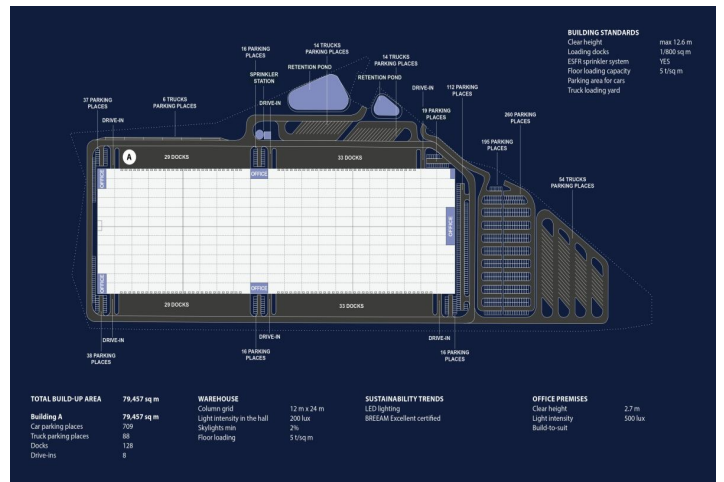 BUILDING STANDARDS
Clear height max 12.6 m
Loading docks 1/800 sq m
ESFR sprinkler system YES
Floor loading capacity 5 t/sq m
Parking area for cars
Truck loading yard
16 PARKING
PLACES
14 TRUCKS
PARKING PLACES
14 TRUCKS
PARKING PLACES
RETENTION POND
RETENTION POND
SPRINKLER
STATION
DRIVE-IN
DRIVE-IN
112 PARKING
PLACES
19 PARKING
PLACES
260 PARKING
PLACES
195 PARKING
PLACES
54 TRUCKS
PARKING PLACES
37 PARKING
PLACES
6 TRUCKS
PARKING PLACES
DRIVE-IN
A
29 DOCKS
33 DOCKS
OFFICE
OFFICE
OFFICE
OFFICE
OFFICE
29 DOCKS
33 DOCKS
DRIVE-IN
DRIVE-IN
DRIVE-IN
38 PARKING
PLACES
16 PARKING
PLACES
16 PARKING
PLACES
TOTAL BUILD-UP AREA 79,457 sq m
Building A 79,457 sq m
Car parking places 709
Truck parking places 88
Docks 128
Drive-ins 8
WAREHOUSE
Column grid 12 m x 24 m
Light intensity in the hall 200 lux
Skylights min 2%
Floor loading 5 t/sq m
SUSTAINABILITY TRENDS
LED lighting
BREEAM Excellent certified
OFFICE PREMISES
Clear height 2.7 m
Light intensity 500 lux
Build-to-suit